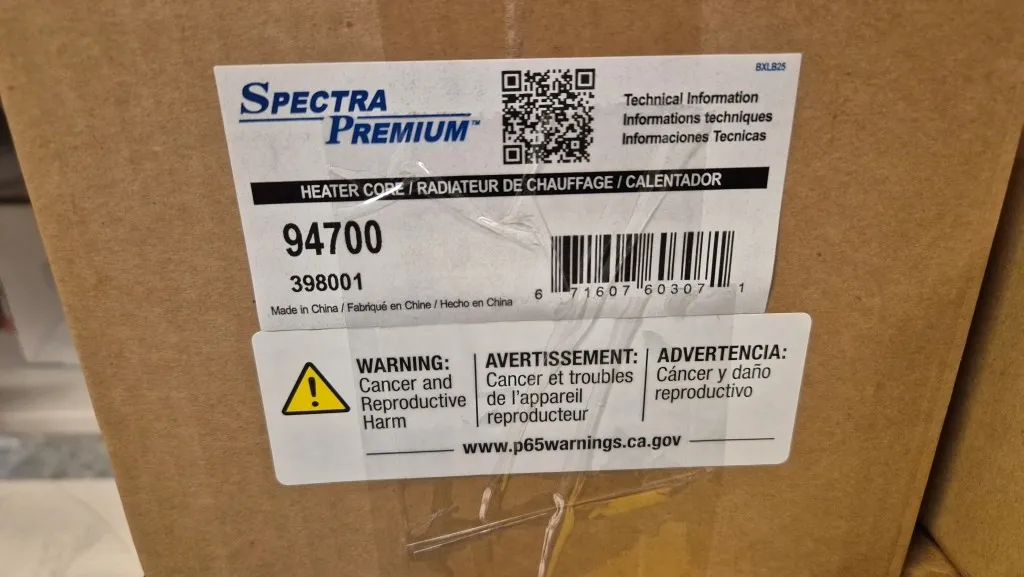 BXLB25
SPECTRA
PREMIUM™
Technical Information
Informations techniques
Informaciones Tecnicas
HEATER CORE / RADIATEUR DE CHAUFFAGE / CALENTADOR
94700
398001
6 71607 60307 1
Made in China / Fabriqué en Chine / Hecho en China
WARNING:
Cancer and
Reproductive
Harm
AVERTISSEMENT:
Cancer et troubles
de l'appareil
reproducteur
ADVERTENCIA:
Cáncer y daño
reproductivo
www.p65warnings.ca.gov